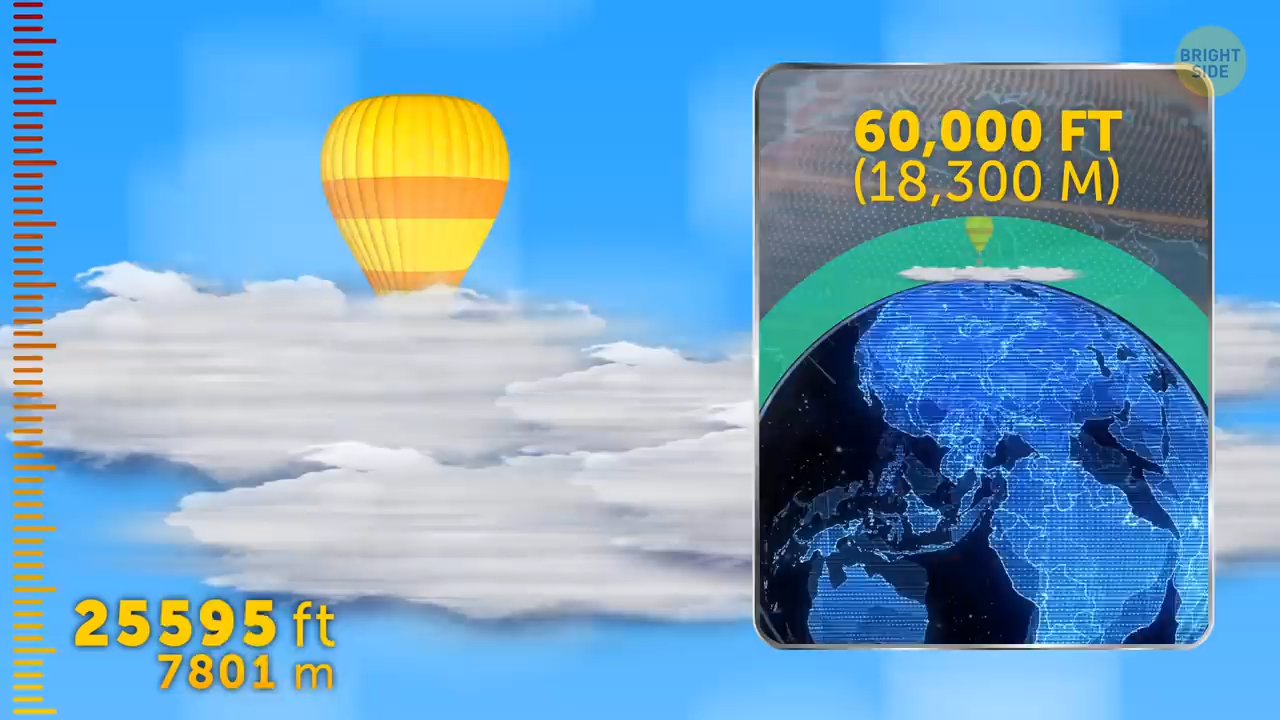 BRIGHT
SIDE
60,000 FT
(18,300 M)
25595 ft
7801 m